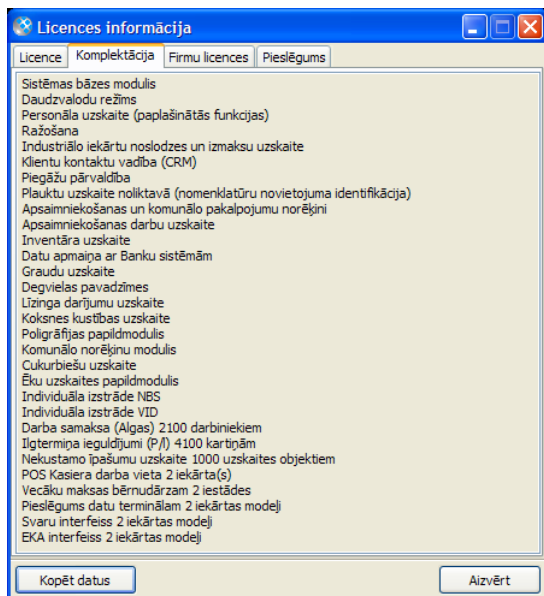 Licences informācija
Licence Komplektācija Firmu licences Pieslēgums
Sistēmas bāzes modulis
Daudzvalodu režīms
Personāla uzskaite (paplašinātās funkcijas)
Ražošana
Industriālo iekārtu noslodzes un izmaksu uzskaite
Klientu kontaktu vadība (CRM)
Piegāžu pārvaldība
Plauktu uzskaite noliktavā (nomenklatūru novietojuma identifikācija)
Apsaimniekošanas un komunālo pakalpojumu norēķini
Apsaimniekošanas darbu uzskaite
Inventāra uzskaite
Datu apmaiņa ar Banku sistēmām
Graudu uzskaite
Degvielas pavadzīmes
Līzinga darījumu uzskaite
Koksnes kustības uzskaite
Poligrāfijas papildmodulis
Komunālo norēķinu modulis
Cukurbiešu uzskaite
Ēku uzskaites papildmodulis
Individuāla izstrāde NBS
Individuāla izstrāde VID
Darba samaksa (Algas) 2100 darbiniekiem
Ilgtermiņa ieguldījumi (P/l) 4100 kartiņām
Nekustamo īpašumu uzskaite 1000 uzskaites objektiem
POS Kasiera darba vieta 2 iekārta(s)
Vecāku maksas bērnudārzam 2 iestādes
Pieslēgums datu terminālam 2 iekārtas modeļi
Svaru interfeiss 2 iekārtas modeļi
EKA interfeiss 2 iekārtas modeļi
Kopēt datus Aizvērt